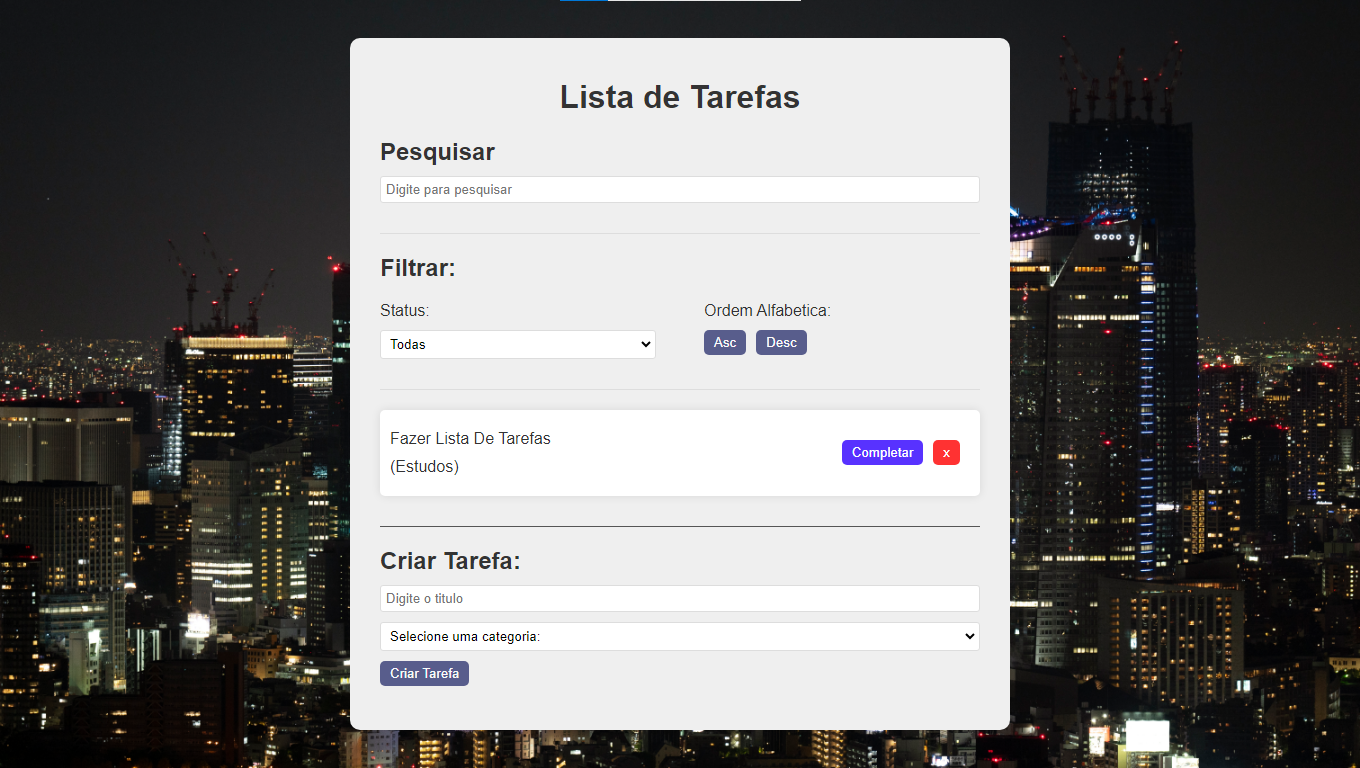 Lista de Tarefas
Pesquisar
Digite para pesquisar
Filtrar:
Status:
Todas
Ordem Alfabetica:
Asc Desc
Fazer Lista De Tarefas
(Estudos)
Completar x
Criar Tarefa:
Digite o titulo
Selecione uma categoria:
Criar Tarefa